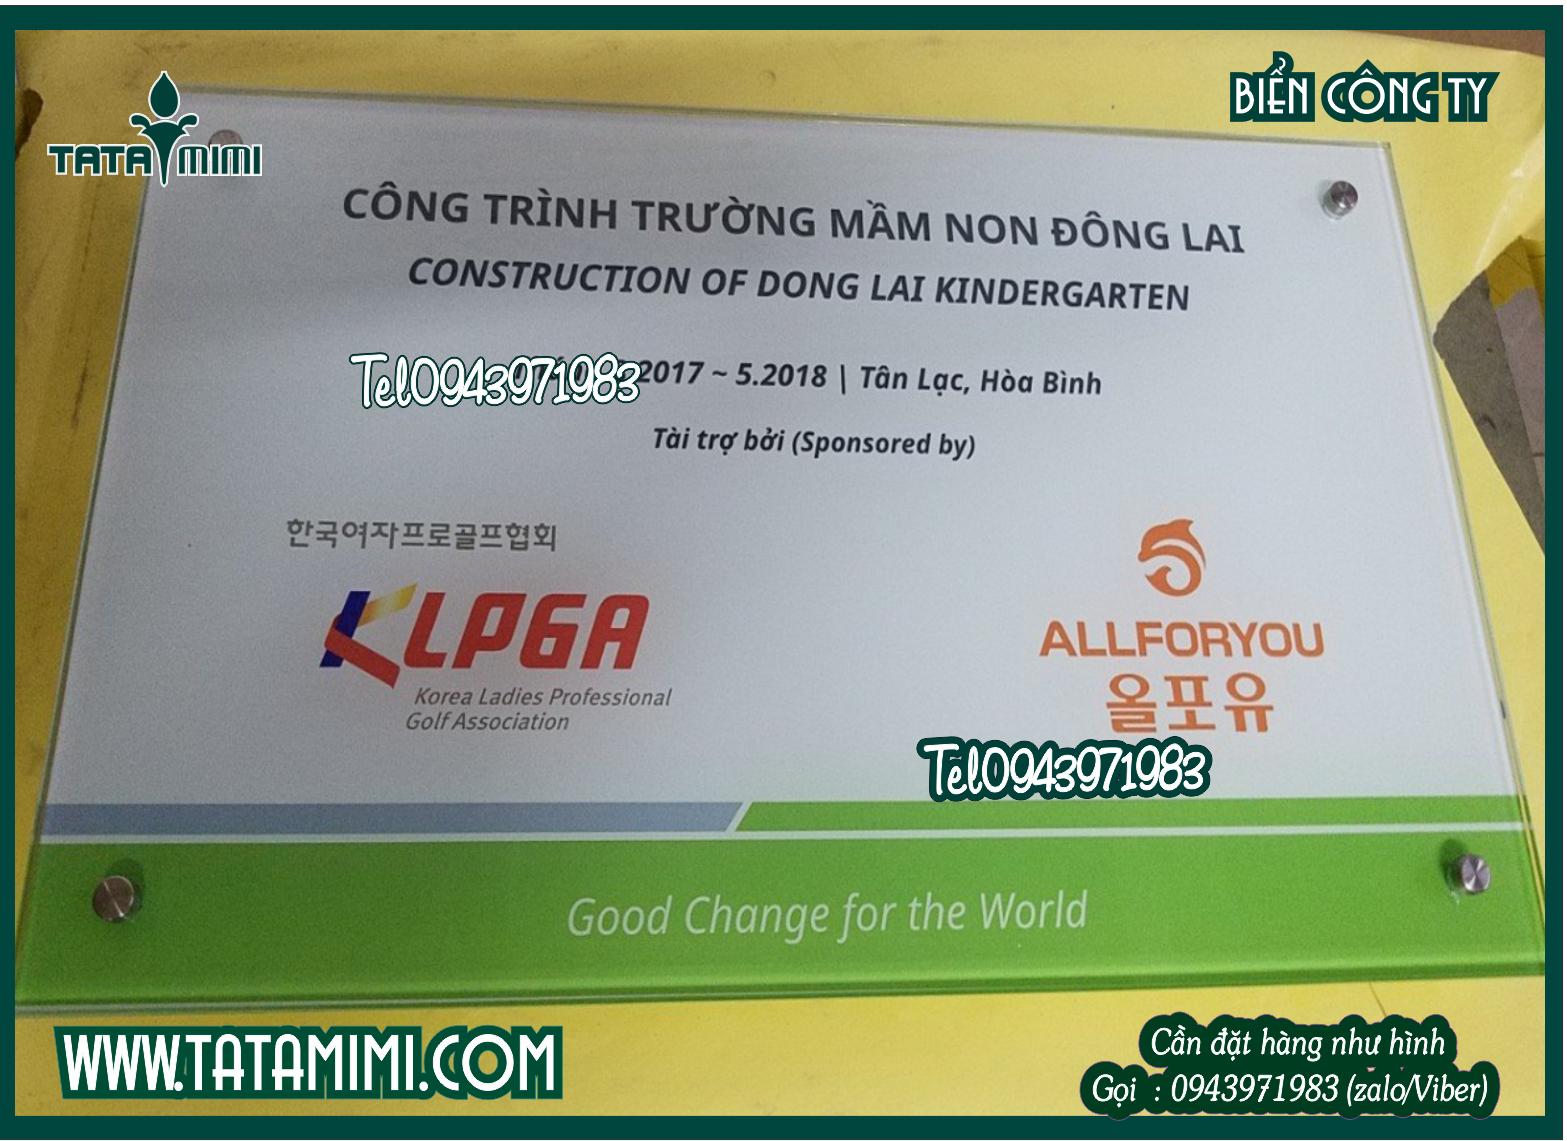 BIỂN CÔNG TY
TATA MIMI
CÔNG TRÌNH TRƯỜNG MẦM NON ĐÔNG LAI
CONSTRUCTION OF DONG LAI KINDERGARTEN
Tel0943971983
2017 ~ 5.2018 | Tân Lạc, Hòa Bình
Tài trợ bởi (Sponsored by)
한국여자프로골프협회
KLPGA
Korea Ladies Professional
Golf Association
ALLFORYOU
올포유
Tel0943971983
Good Change for the World
WWW.TATAMIMI.COM
Cần đặt hàng như hình
Gọi : 0943971983 (zalo/Viber)